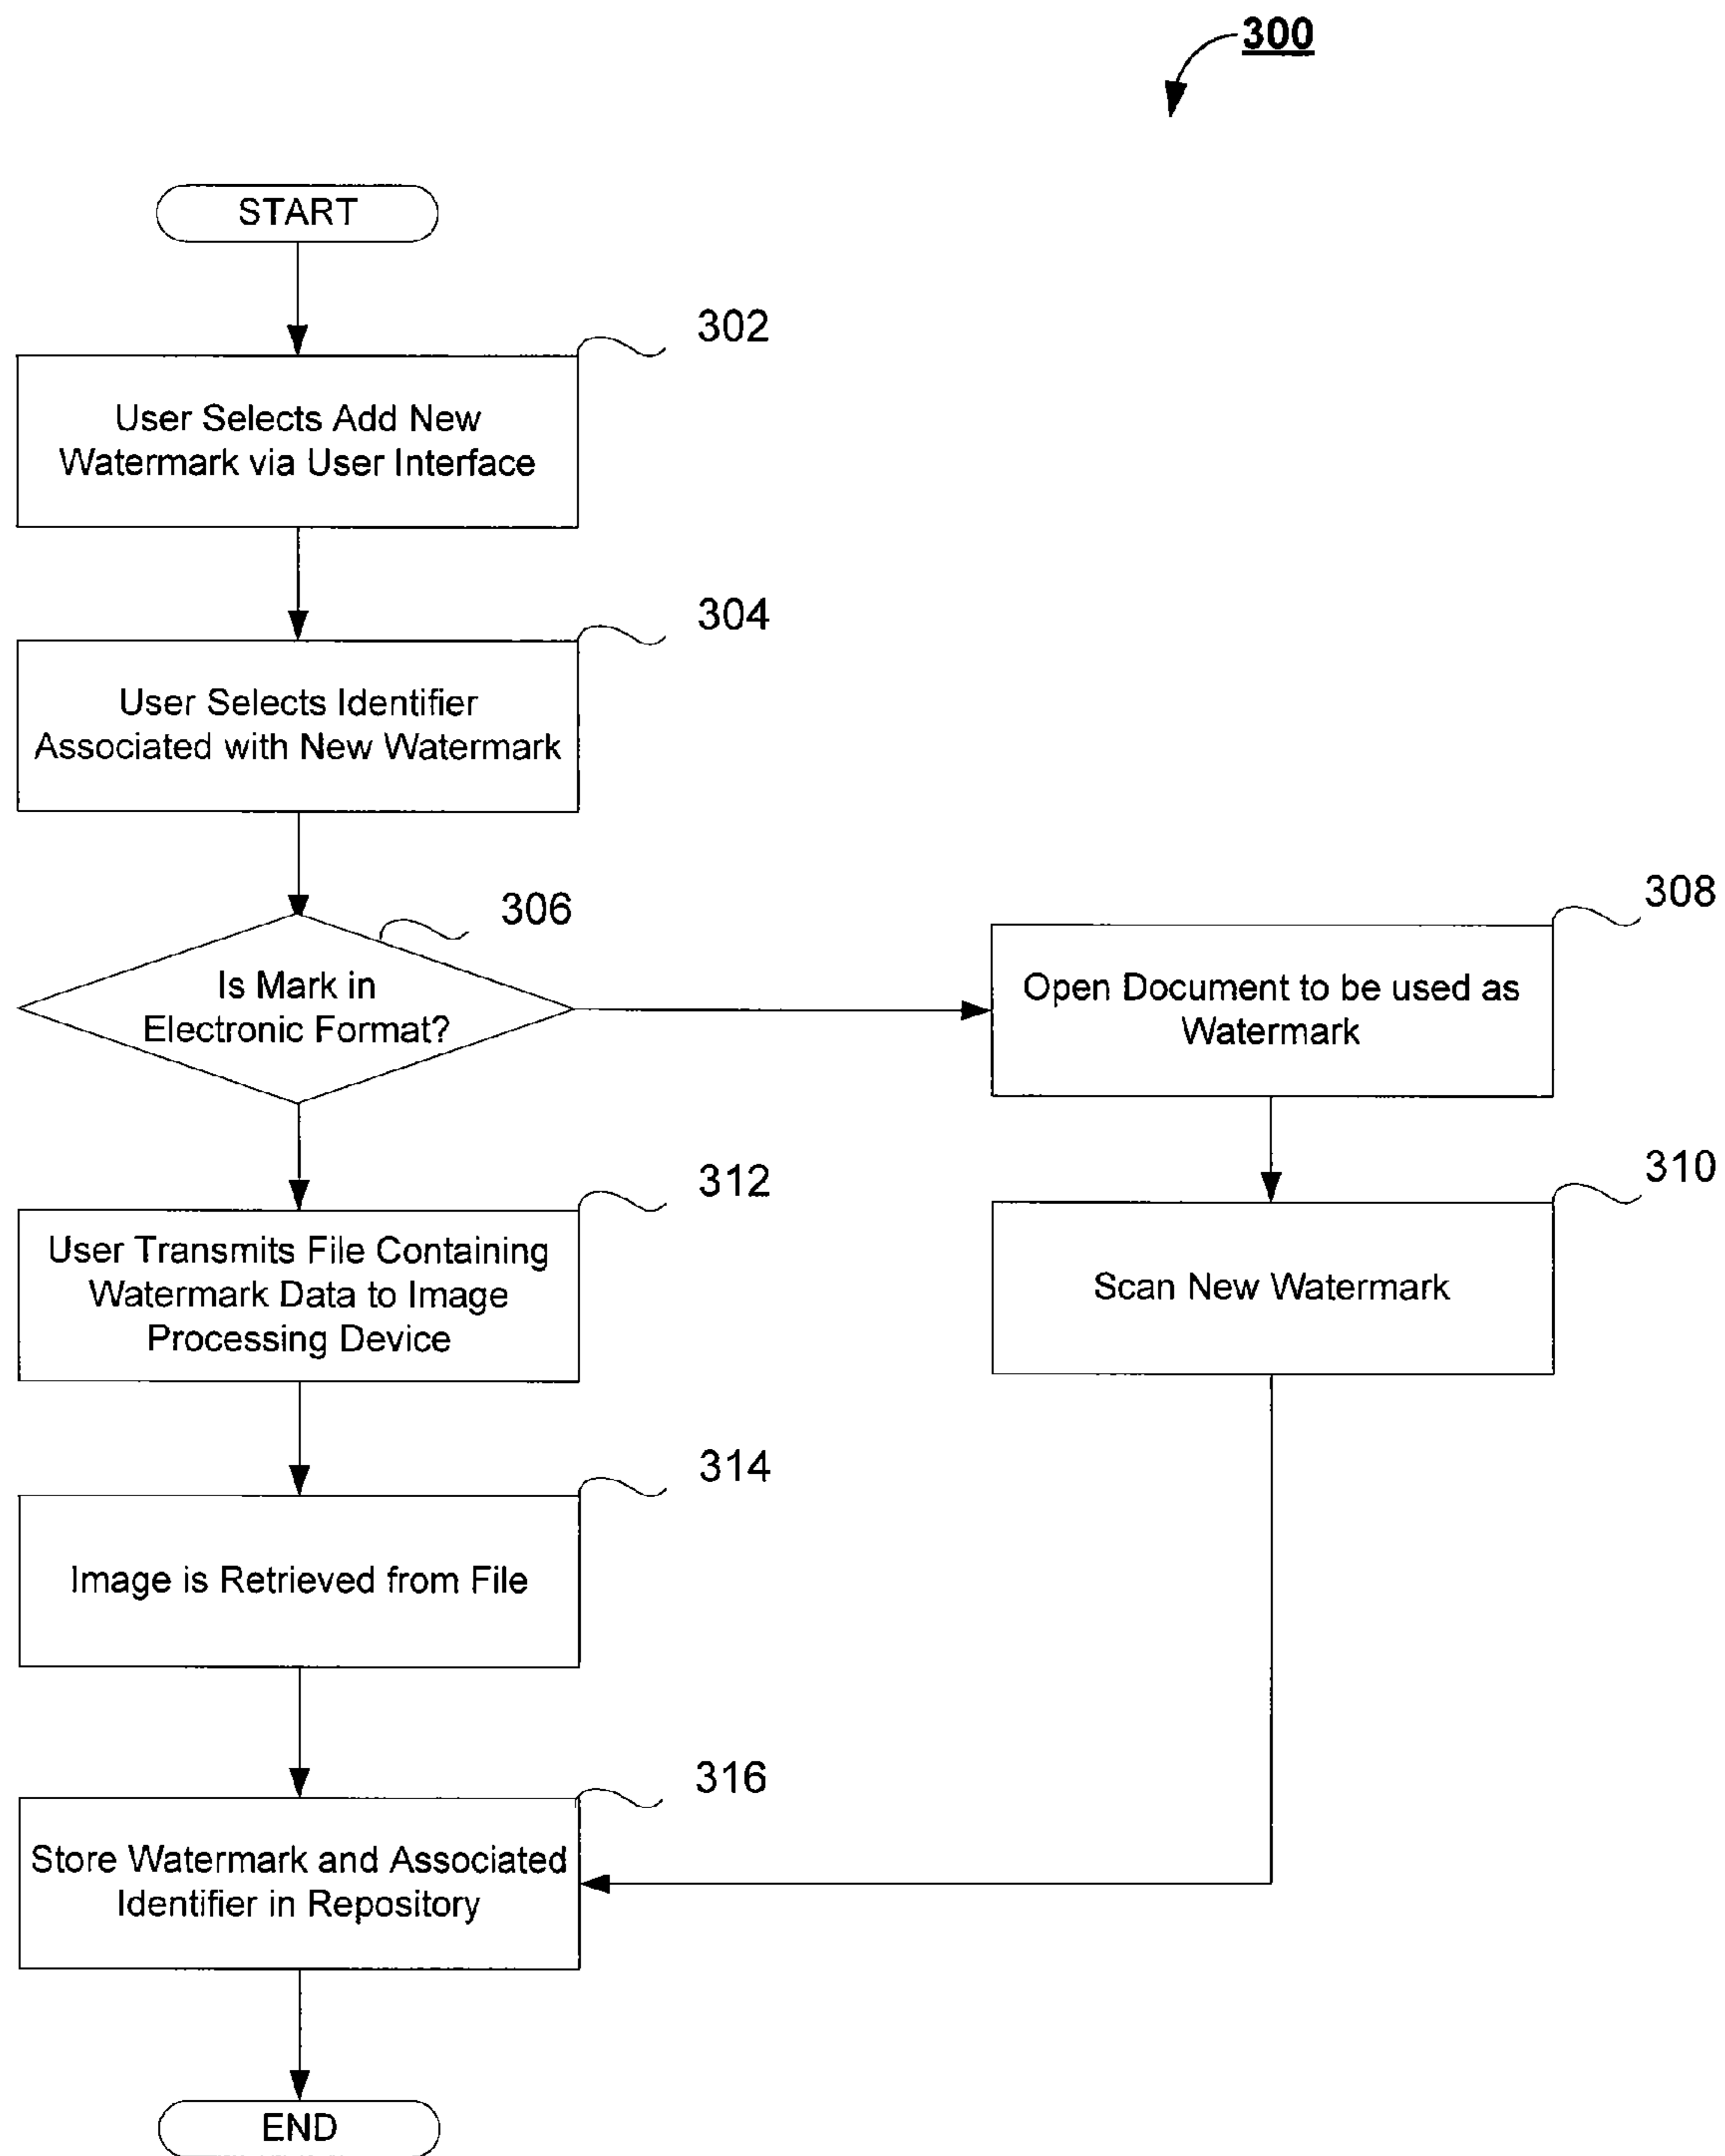 300
START
302
User Selects Add New
Watermark via User Interface
304
User Selects Identifier
Associated with New Watermark
306
Is Mark in
Electronic Format?
308
Open Document to be used as
Watermark
310
Scan New Watermark
312
User Transmits File Containing
Watermark Data to Image
Processing Device
314
Image is Retrieved from File
316
Store Watermark and Associated
Identifier in Repository
END